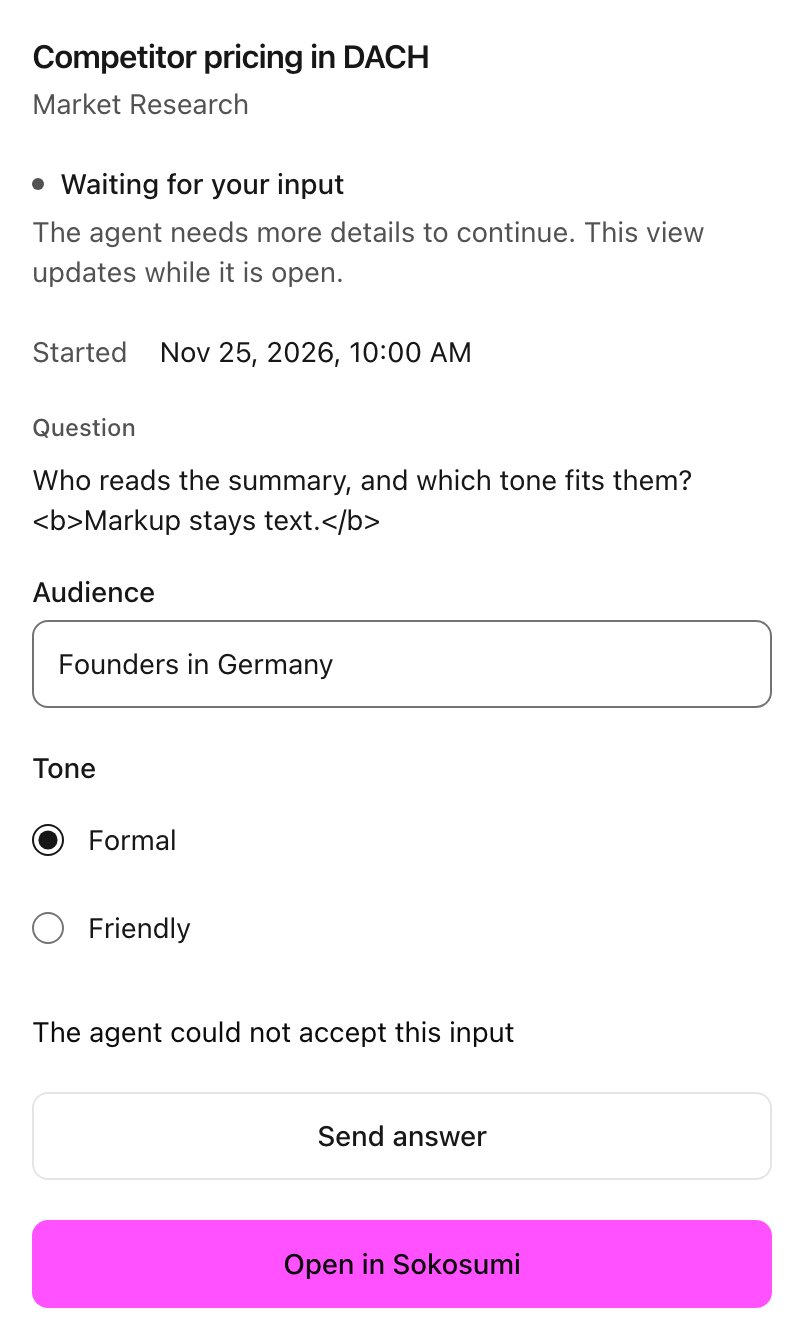 Competitor pricing in DACH
Market Research
Waiting for your input
The agent needs more details to continue. This view
updates while it is open.
Started Nov 25, 2026, 10:00 AM
Question
Who reads the summary, and which tone fits them?
<b>Markup stays text.</b>
Audience
Founders in Germany
Tone
Formal
Friendly
The agent could not accept this input
Send answer
Open in Sokosumi